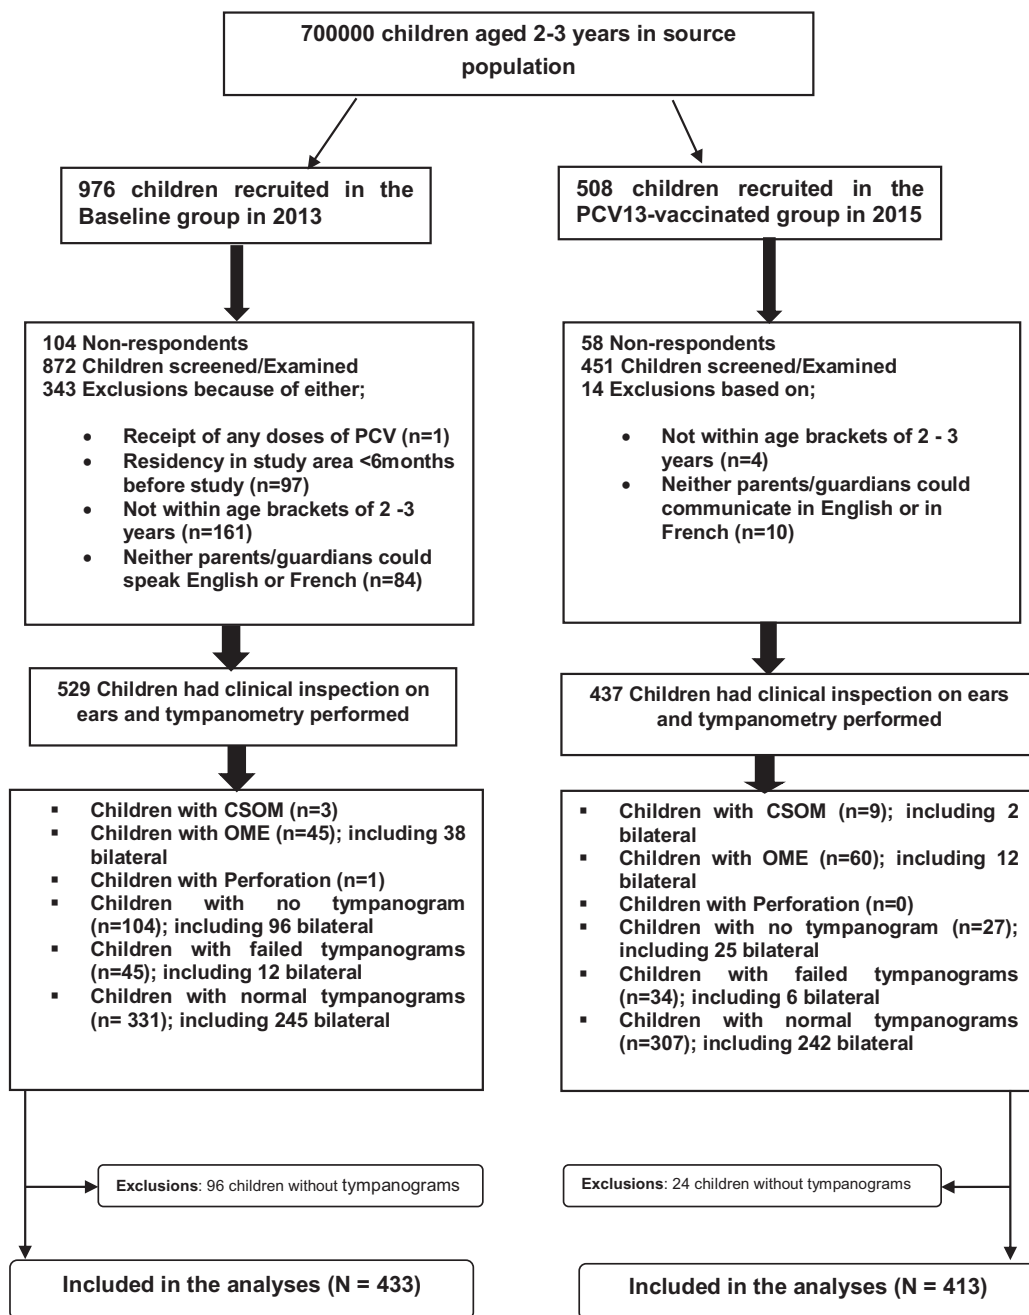 700000 children aged 2-3 years in source
population
976 children recruited in the
Baseline group in 2013
508 children recruited in the
PCV13-vaccinated group in 2015
104 Non-respondents
872 Children screened/Examined
343 Exclusions because of either;
• Receipt of any doses of PCV (n=1)
• Residency in study area <6months
before study (n=97)
• Not within age brackets of 2 -3
years (n=161)
• Neither parents/guardians could
speak English or French (n=84)
58 Non-respondents
451 Children screened/Examined
14 Exclusions based on;
• Not within age brackets of 2 - 3
years (n=4)
• Neither parents/guardians could
communicate in English or in
French (n=10)
529 Children had clinical inspection on
ears and tympanometry performed
437 Children had clinical inspection on ears
and tympanometry performed
▪ Children with CSOM (n=3)
▪ Children with OME (n=45); including 38
bilateral
▪ Children with Perforation (n=1)
▪ Children with no tympanogram
(n=104); including 96 bilateral
▪ Children with failed tympanograms
(n=45); including 12 bilateral
▪ Children with normal tympanograms
(n= 331); including 245 bilateral
▪ Children with CSOM (n=9); including 2
bilateral
▪ Children with OME (n=60); including 12
bilateral
▪ Children with Perforation (n=0)
▪ Children with no tympanogram (n=27);
including 25 bilateral
▪ Children with failed tympanograms
(n=34); including 6 bilateral
▪ Children with normal tympanograms
(n=307); including 242 bilateral
Exclusions: 96 children without tympanograms
Exclusions: 24 children without tympanograms
Included in the analyses (N = 433)
Included in the analyses (N = 413)